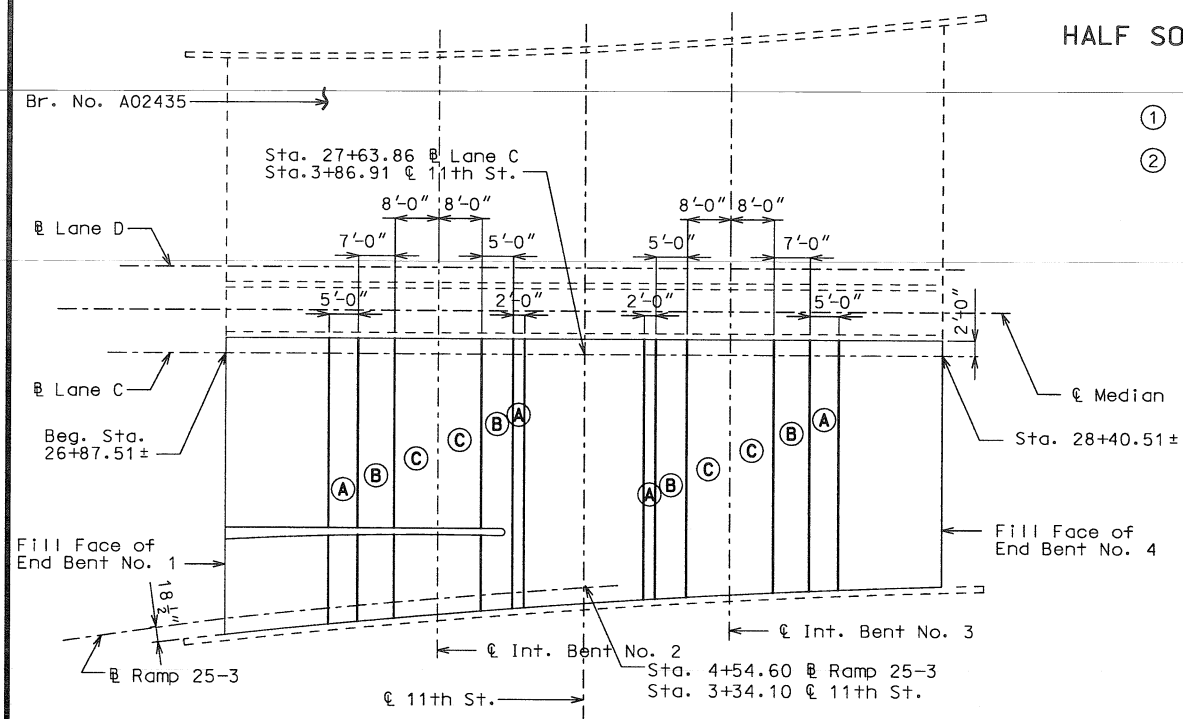 HALF SO
Br. No. A02435
①
②
Sta. 27+63.86 ℄ Lane C
Sta.3+86.91 ℄ 11th St.
8'-0" 8'-0"
8'-0" 8'-0"
7'-0"
5'-0"
5'-0"
7'-0"
℄ Lane D
5'-0"
2'-0"
2'-0"
5'-0"
2'-0"
℄ Lane C
℄ Median
Beg. Sta.
26+87.51±
Sta. 28+40.51±
A B C C B A
A B C C B A
Fill Face of
End Bent No. 1
Fill Face of
End Bent No. 4
18 1/2"
℄ Int. Bent No. 3
℄ Int. Bent No. 2
℄ Ramp 25-3
Sta. 4+54.60 ℄ Ramp 25-3
Sta. 3+34.10 ℄ 11th St.
℄ 11th St.